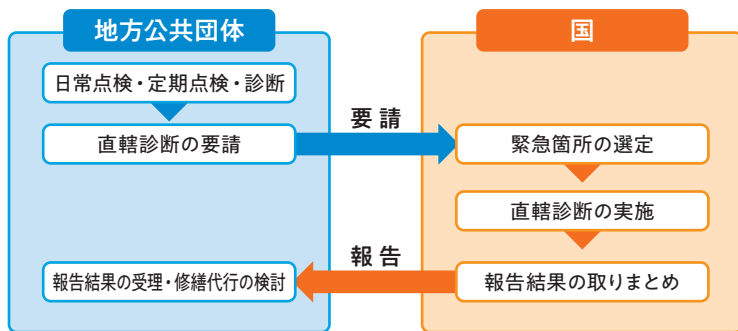 地方公共団体
日常点検・定期点検・診断
直轄診断の要請
報告結果の受理・修繕代行の検討
要請
報告
国
緊急箇所の選定
直轄診断の実施
報告結果の取りまとめ